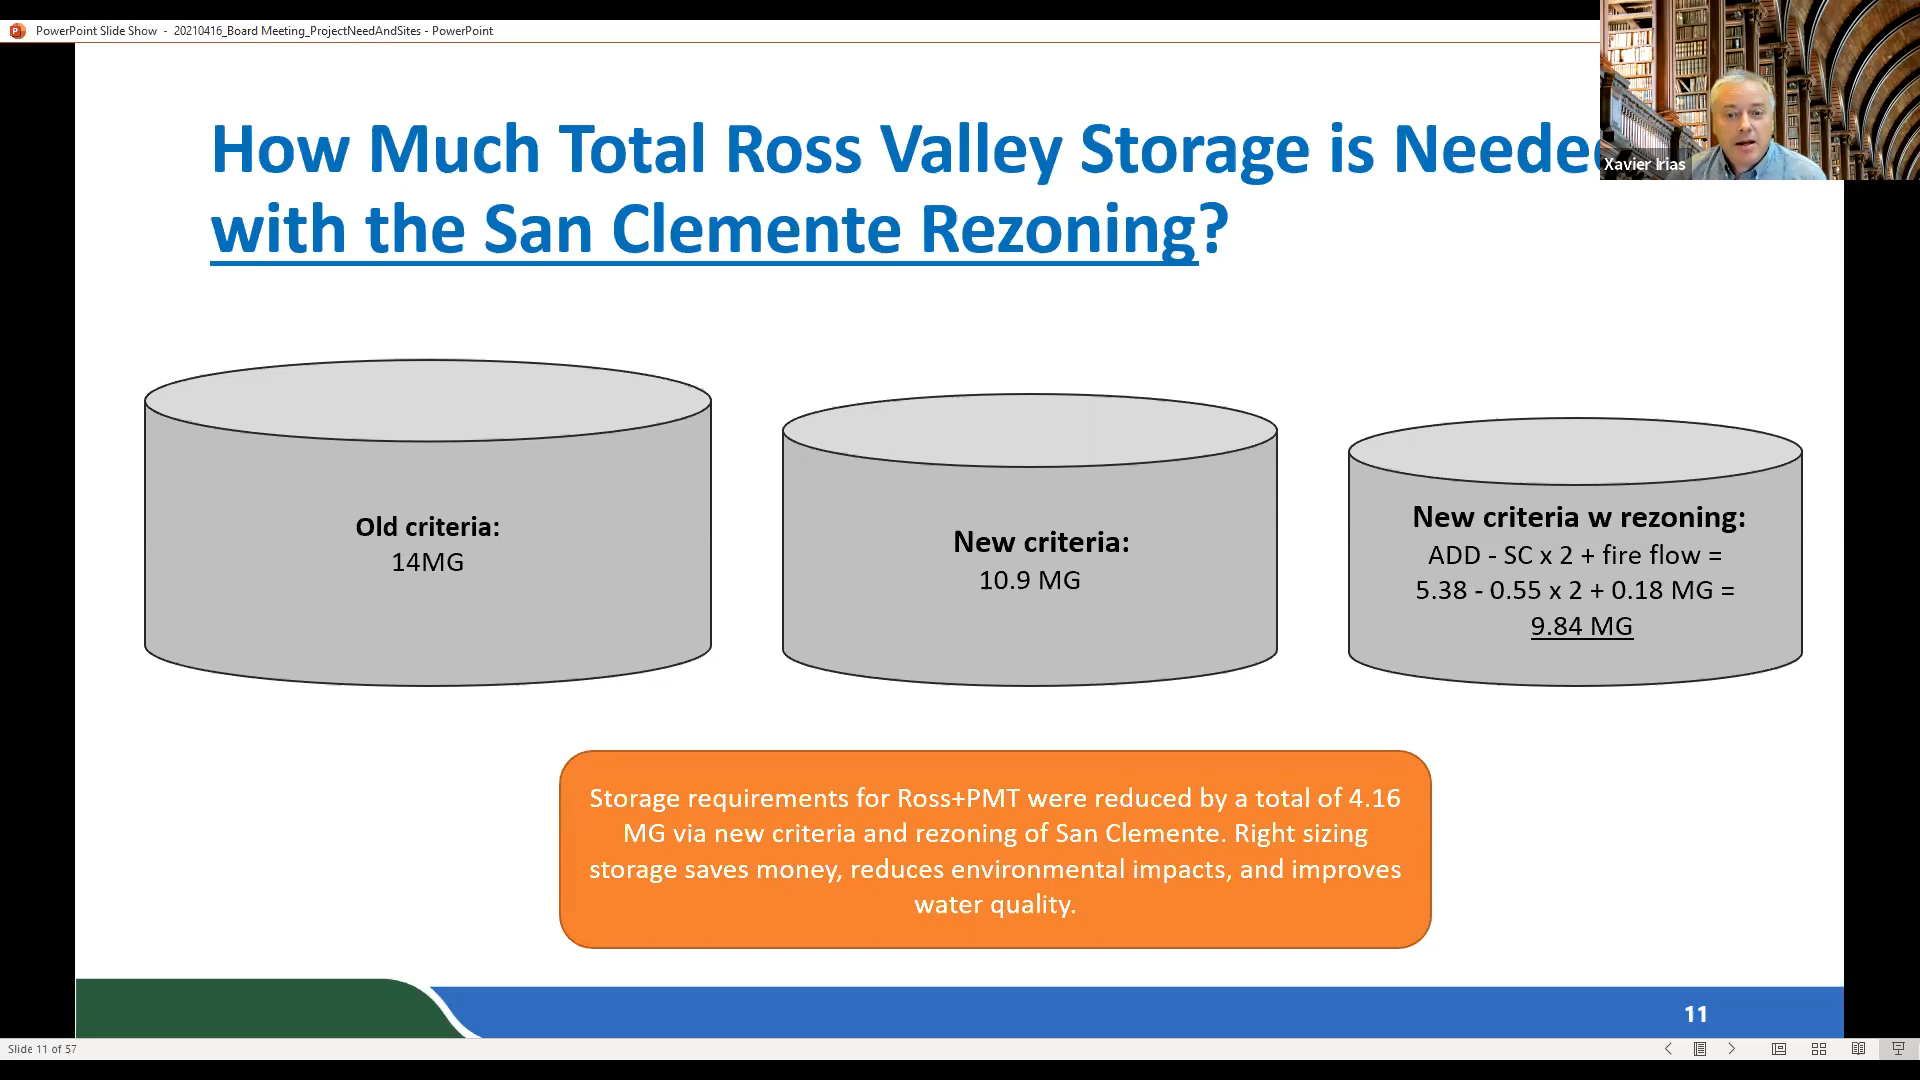 PowerPoint Slide Show - 20210416_Board Meeting_ProjectNeedAndSites - PowerPoint
Xavier Irias
How Much Total Ross Valley Storage is Neede
with the San Clemente Rezoning?
Old criteria:
14MG
New criteria:
10.9 MG
New criteria w rezoning:
ADD - SC x 2 + fire flow =
5.38 - 0.55 x 2 + 0.18 MG =
9.84 MG
Storage requirements for Ross+PMT were reduced by a total of 4.16
MG via new criteria and rezoning of San Clemente. Right sizing
storage saves money, reduces environmental impacts, and improves
water quality.
11
Slide 11 of 57